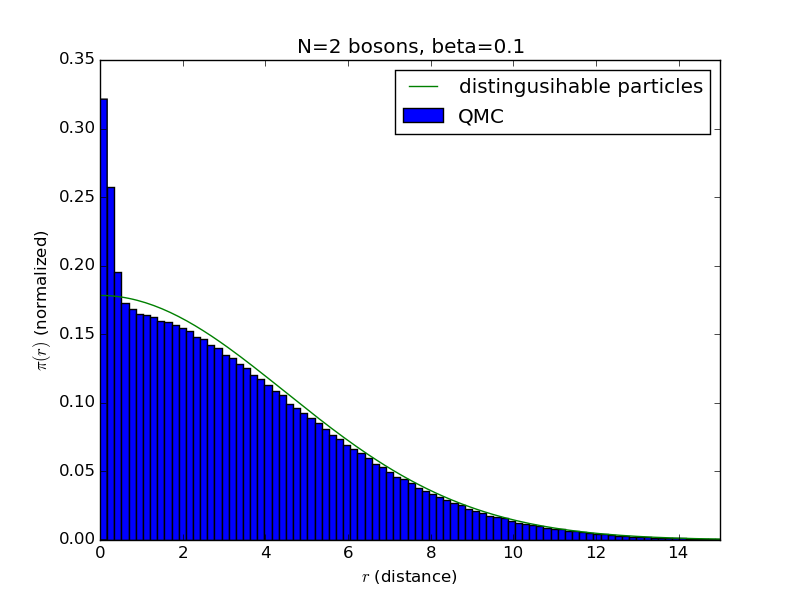 N=2 bosons, beta=0.1
distingusihable particles
QMC
π(r) (normalized)
0.35
0.30
0.25
0.20
0.15
0.10
0.05
0.00
0 2 4 6 8 10 12 14
r (distance)